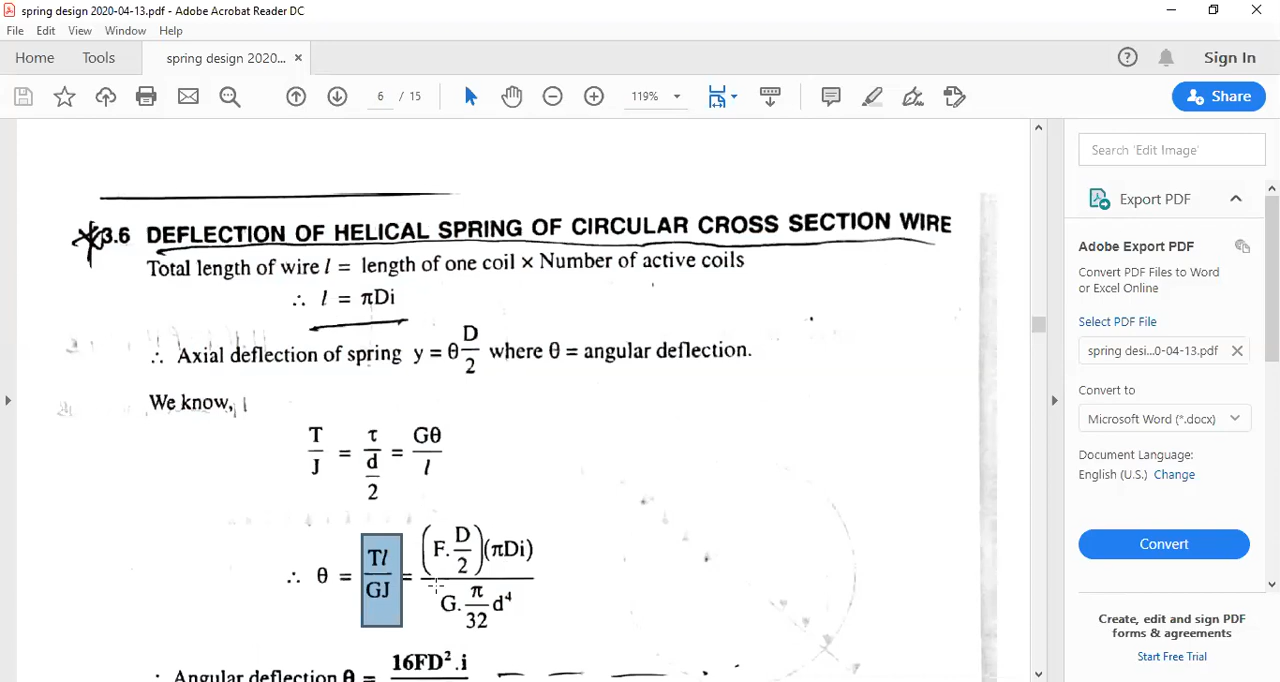 spring design 2020-04-13.pdf - Adobe Acrobat Reader DC
File Edit View Window Help
Home Tools spring design 2020... × Sign In
6 / 15 119% Share
3.6 DEFLECTION OF HELICAL SPRING OF CIRCULAR CROSS SECTION WIRE
Total length of wire l = length of one coil × Number of active coils
∴ l = πDi
∴ Axial deflection of spring y = θ D/2 where θ = angular deflection.
We know,
T/J = τ/(d/2) = Gθ/l
∴ θ = Tl/GJ = (F. D/2)(πDi) / G. π/32 d⁴
∴ Angular deflection θ = 16FD².i
Search 'Edit Image'
Export PDF
Adobe Export PDF
Convert PDF Files to Word
or Excel Online
Select PDF File
spring desi...0-04-13.pdf ×
Convert to
Microsoft Word (*.docx)
Document Language:
English (U.S.) Change
Convert
Create, edit and sign PDF
forms & agreements
Start Free Trial